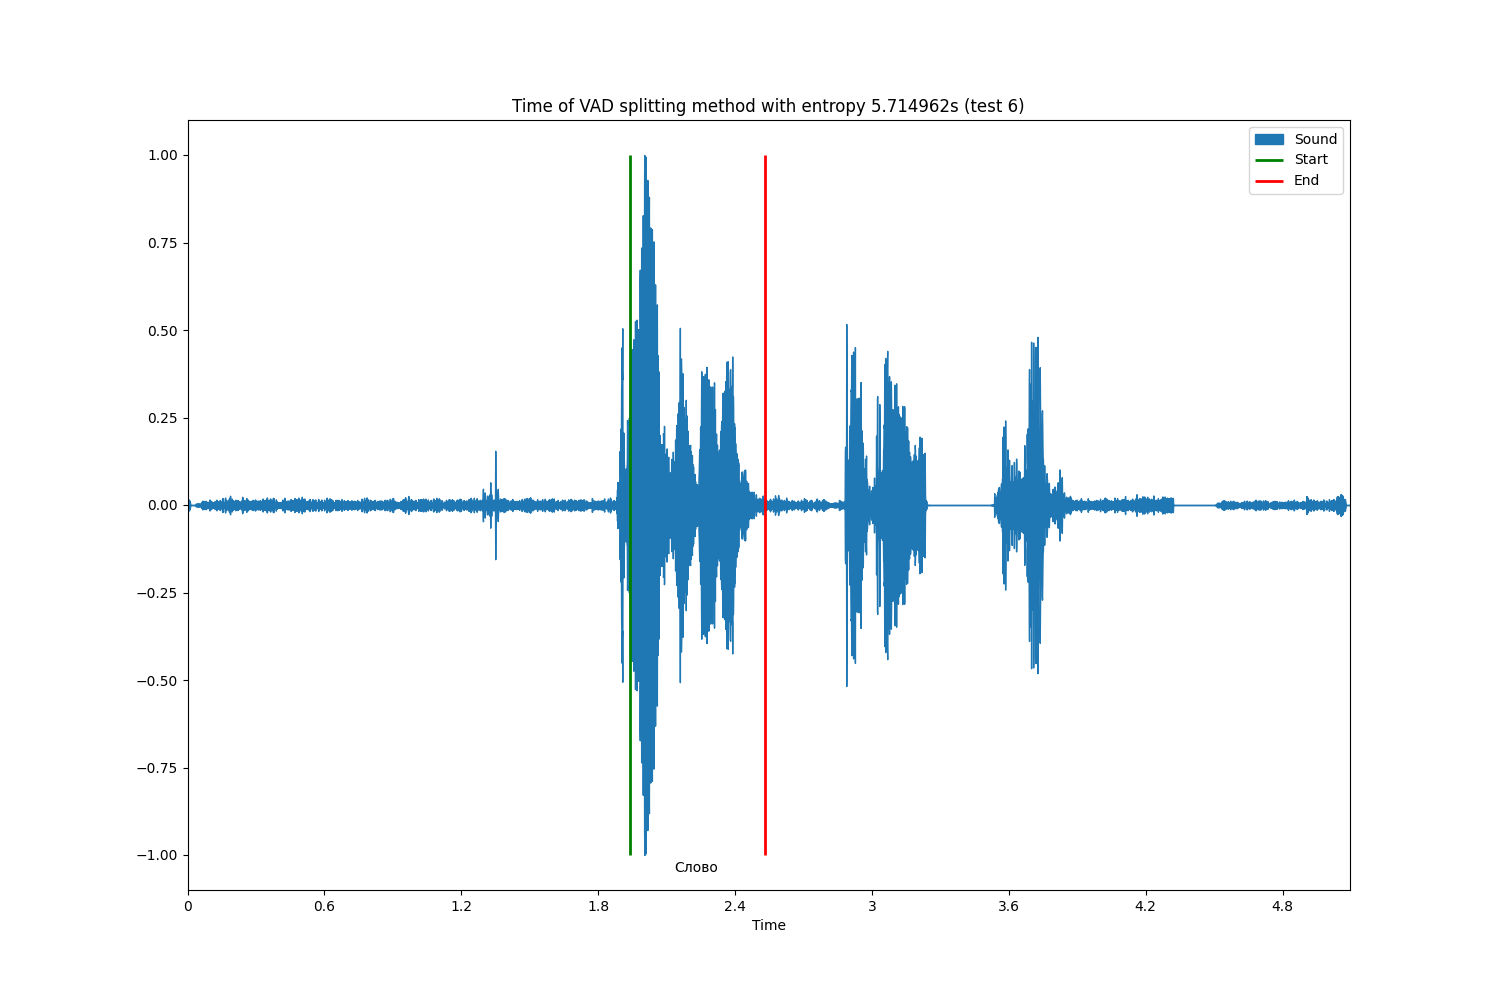 Time of VAD splitting method with entropy 5.714962s (test 6)
Sound
Start
End
1.00
0.75
0.50
0.25
0.00
−0.25
−0.50
−0.75
−1.00
Слово
0 0.6 1.2 1.8 2.4 3 3.6 4.2 4.8
Time